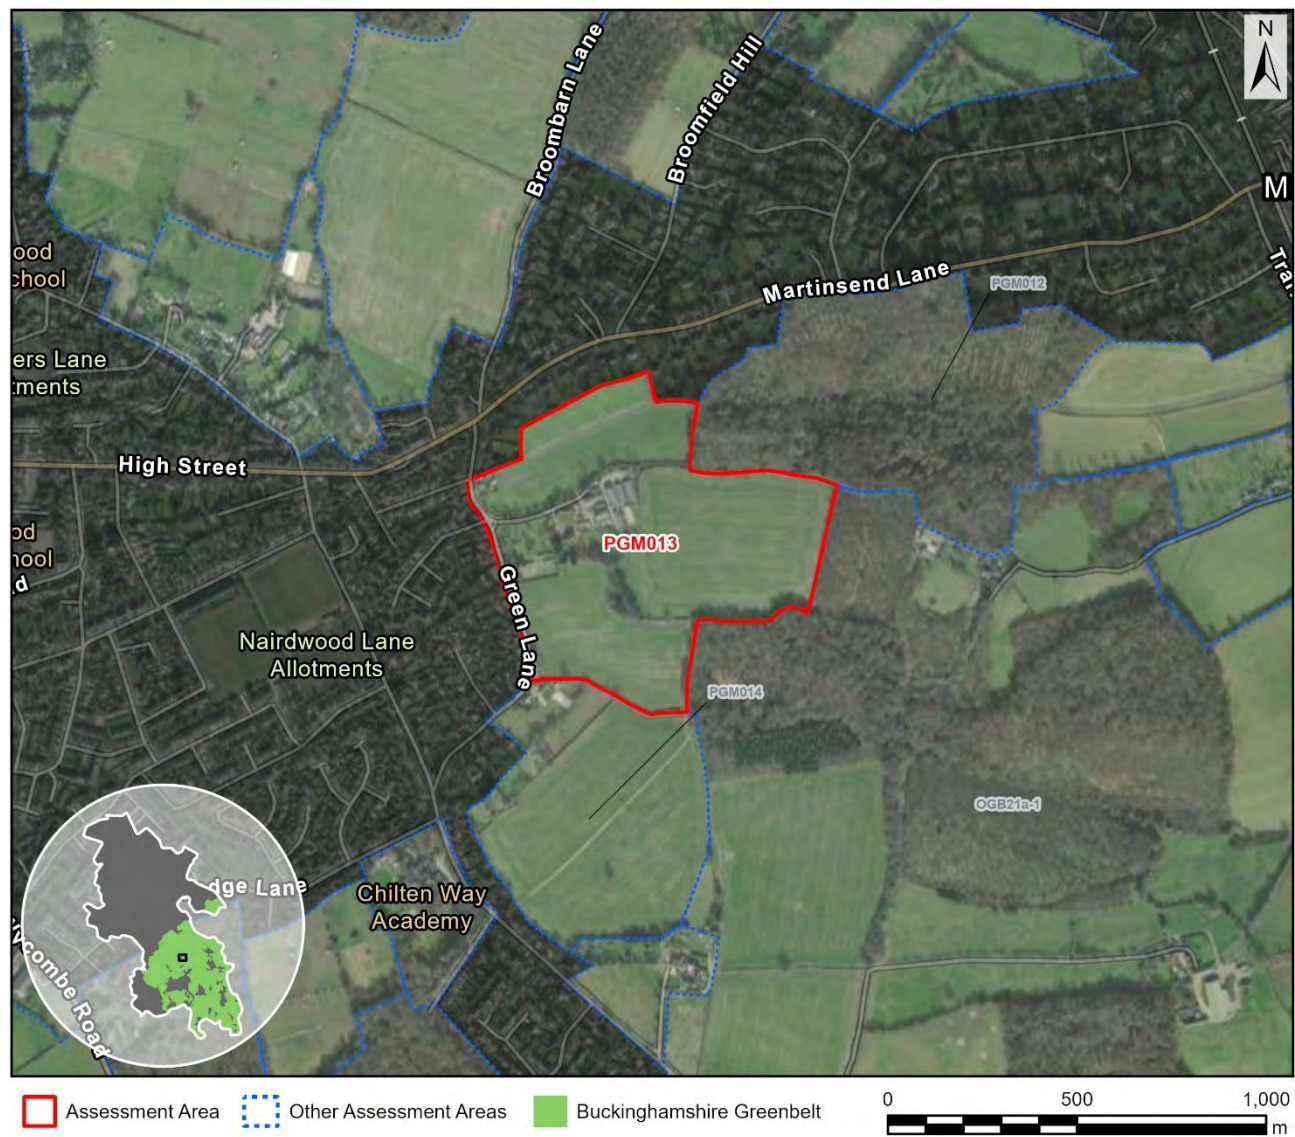 N
Broombarn Lane
Broomfield Hill
M
ood
chool
Martinsend Lane
PGM012
Tran
ers Lane
tments
High Street
od
hool
d
PGM013
Green Lane
Nairdwood Lane
Allotments
PGM014
OGB21a-1
dge Lane
Chilten Way
Academy
ycombe Road
Assessment Area
Other Assessment Areas
Buckinghamshire Greenbelt
0 500 1,000
m